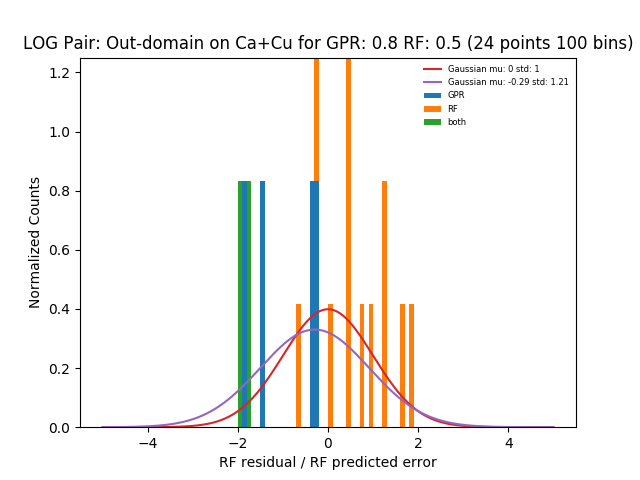 LOG Pair: Out-domain on Ca+Cu for GPR: 0.8 RF: 0.5 (24 points 100 bins)
Gaussian mu: 0 std: 1
Gaussian mu: -0.29 std: 1.21
GPR
RF
both
Normalized Counts
1.2
1.0
0.8
0.6
0.4
0.2
0.0
−4
−2
0
2
4
RF residual / RF predicted error